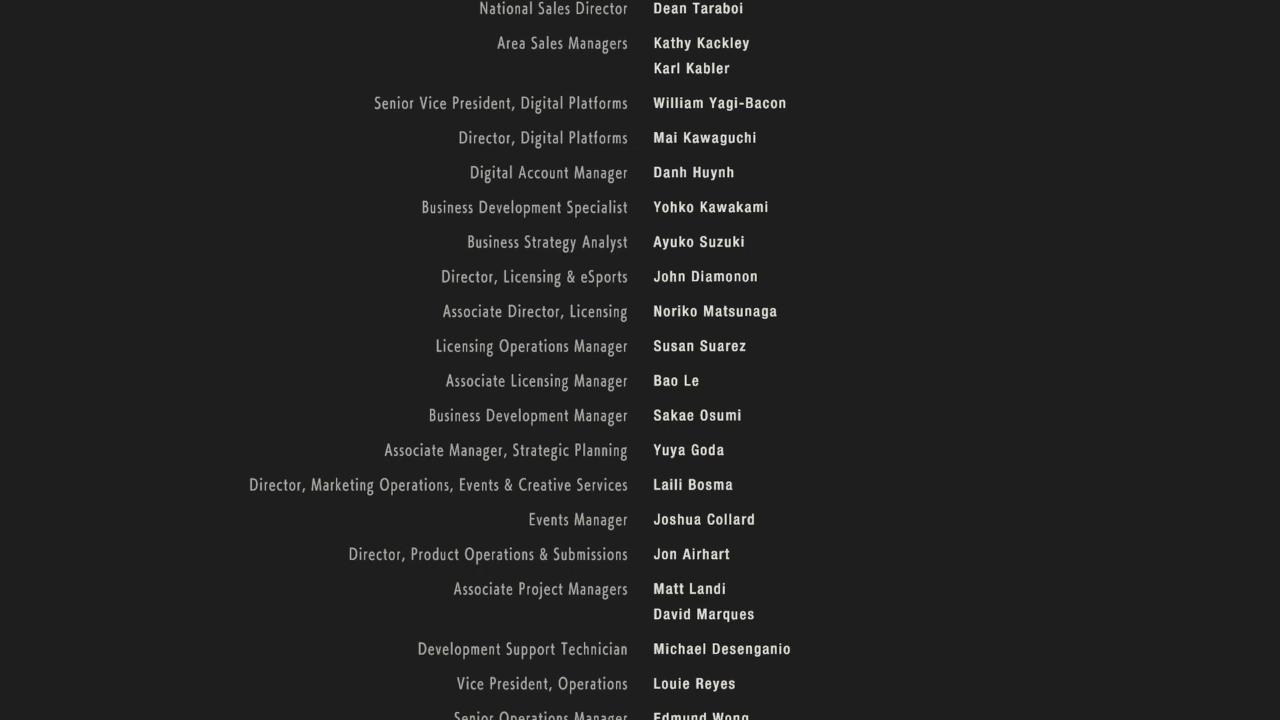 National Sales Director Dean Taraboi
Area Sales Managers Kathy Kackley
Karl Kabler
Senior Vice President, Digital Platforms William Yagi-Bacon
Director, Digital Platforms Mai Kawaguchi
Digital Account Manager Danh Huynh
Business Development Specialist Yohko Kawakami
Business Strategy Analyst Ayuko Suzuki
Director, Licensing & eSports John Diamonon
Associate Director, Licensing Noriko Matsunaga
Licensing Operations Manager Susan Suarez
Associate Licensing Manager Bao Le
Business Development Manager Sakae Osumi
Associate Manager, Strategic Planning Yuya Goda
Director, Marketing Operations, Events & Creative Services Laili Bosma
Events Manager Joshua Collard
Director, Product Operations & Submissions Jon Airhart
Associate Project Managers Matt Landi
David Marques
Development Support Technician Michael Desenganio
Vice President, Operations Louie Reyes
Senior Operations Manager Edmund Wong